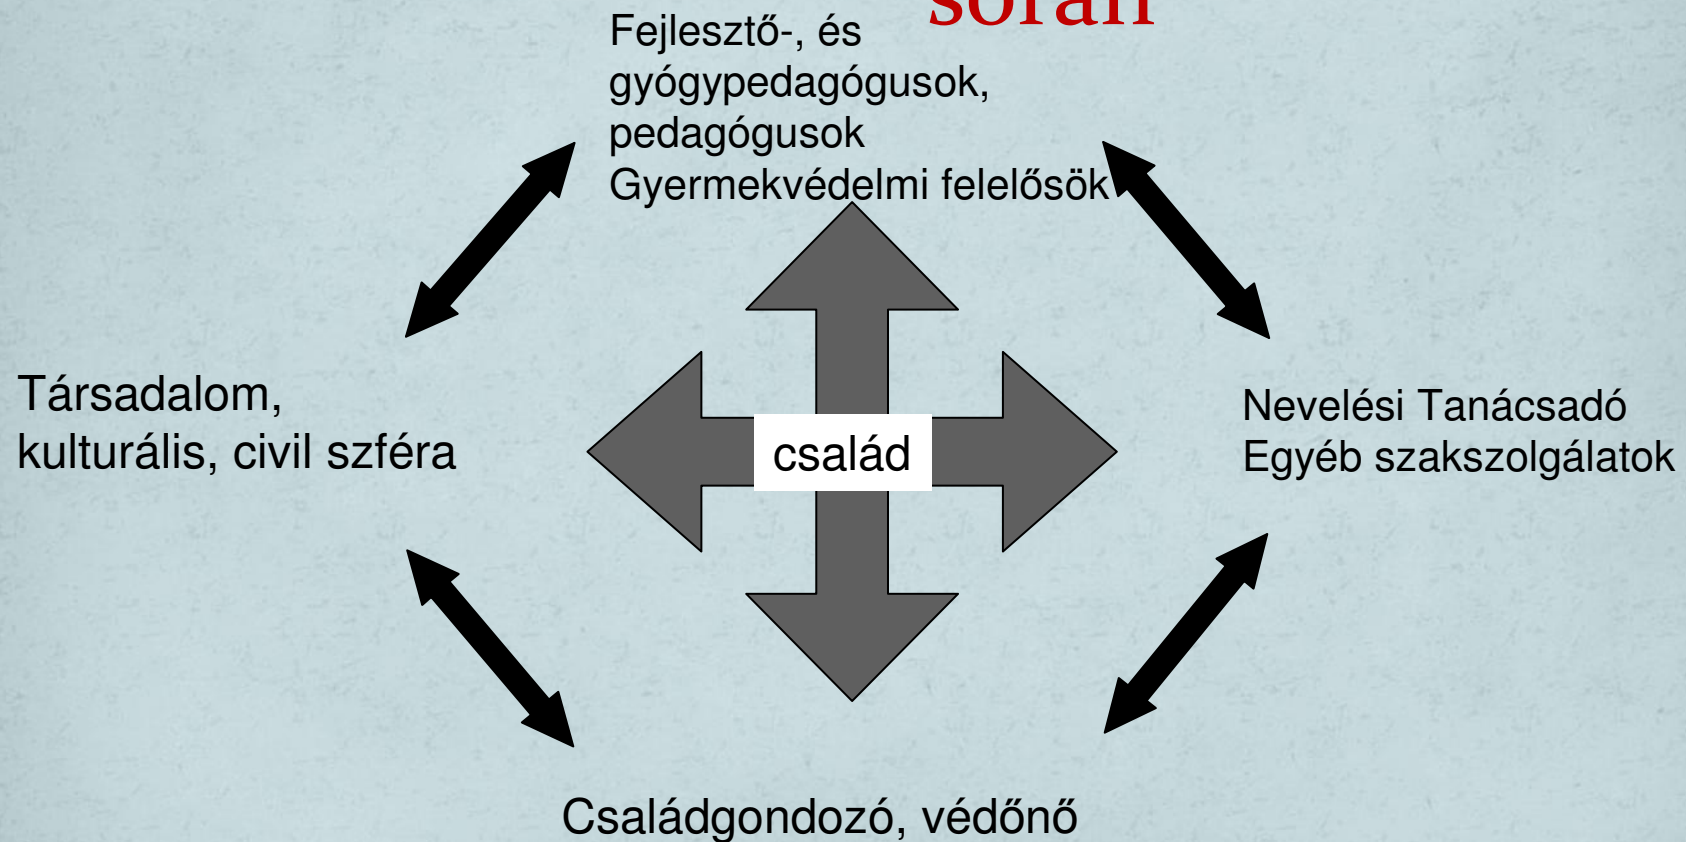 során
Fejlesztő-, és
gyógypedagógusok,
pedagógusok
Gyermekvédelmi felelősök
Társadalom,
kulturális, civil szféra
család
Nevelési Tanácsadó
Egyéb szakszolgálatok
Családgondozó, védőnő